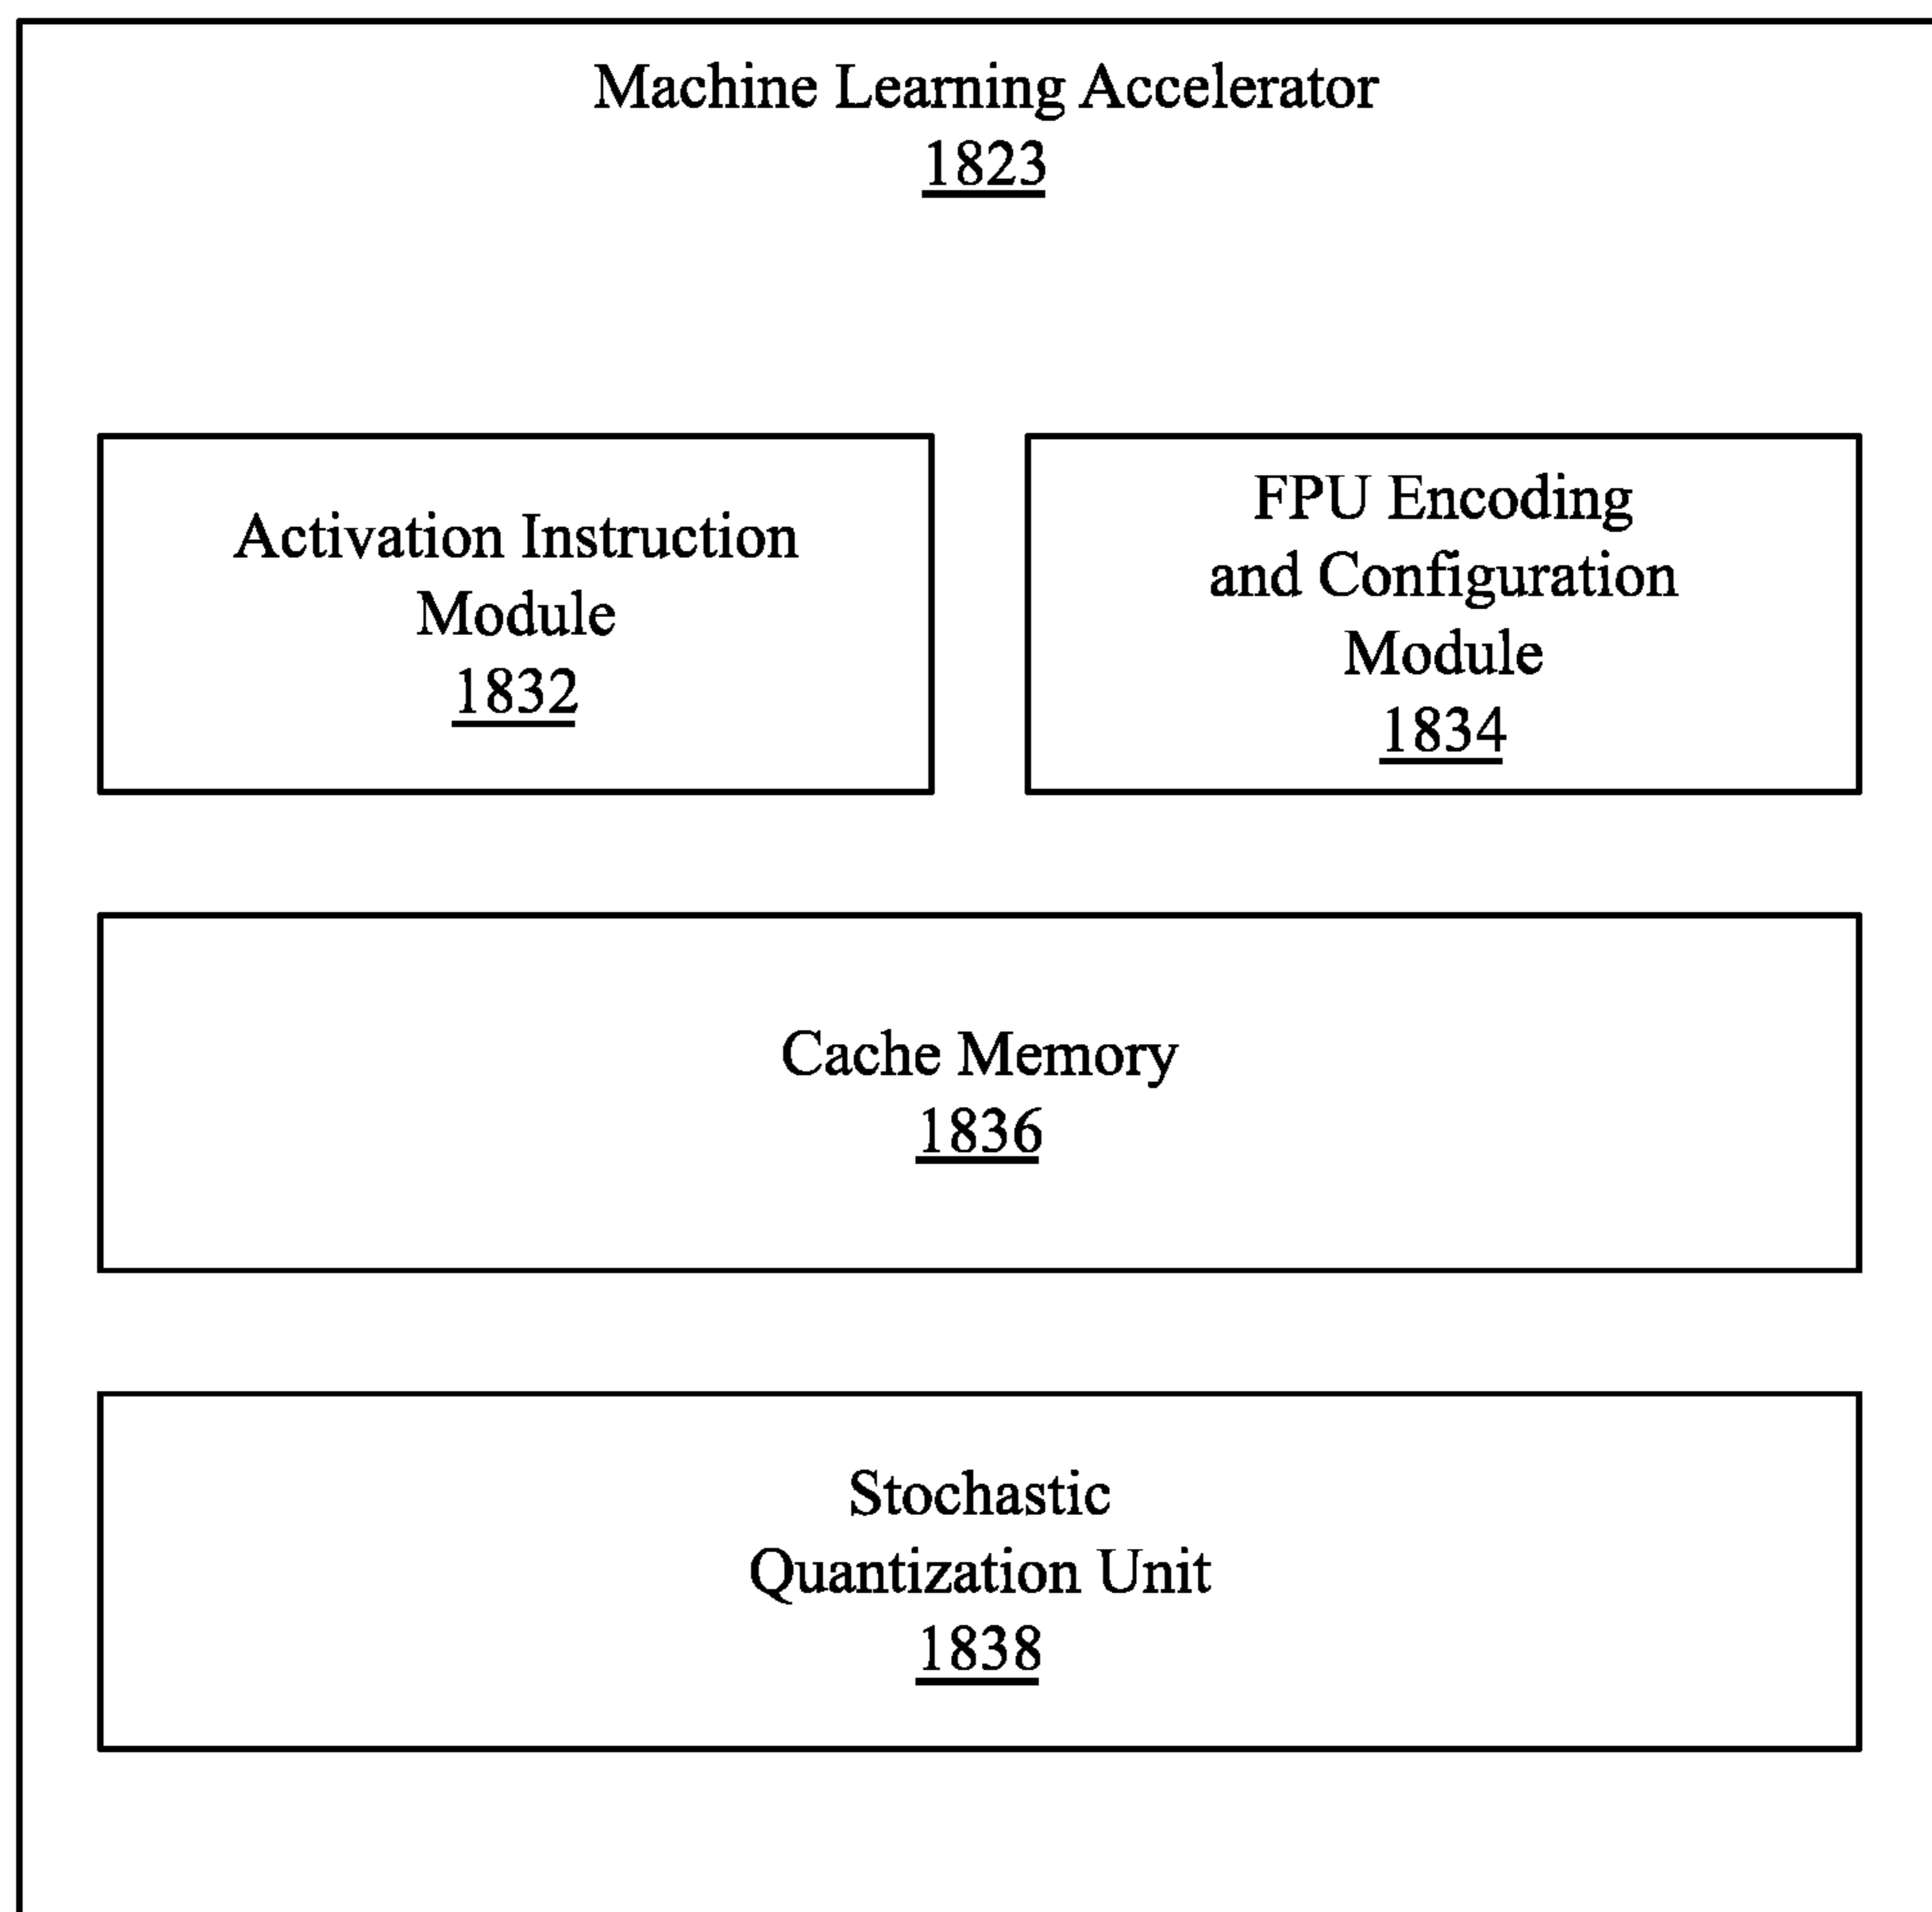 Machine Learning Accelerator
1823
Activation Instruction
Module
1832
FPU Encoding
and Configuration
Module
1834
Cache Memory
1836
Stochastic
Quantization Unit
1838